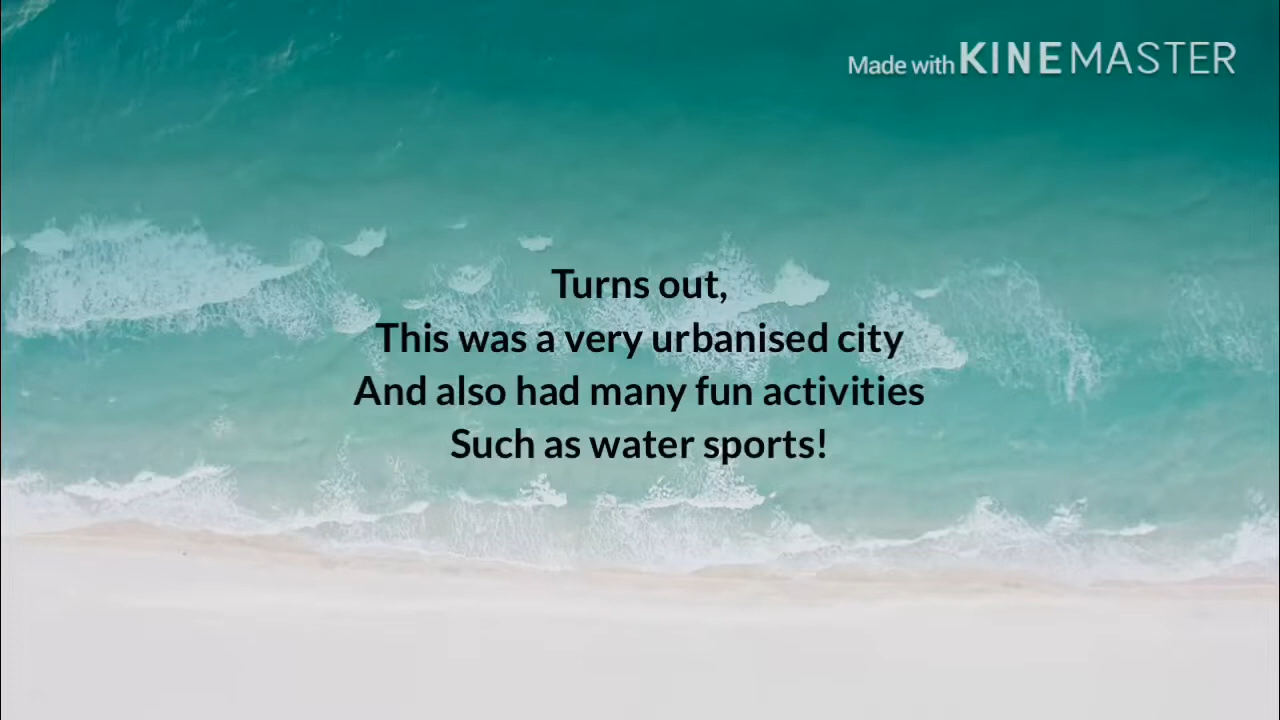 Made with KINEMASTER
Turns out,
This was a very urbanised city
And also had many fun activities
Such as water sports!